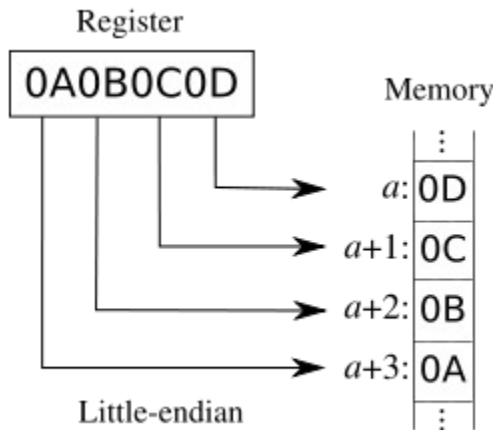 Register
0A0B0C0D
Memory
⋮
a: 0D
a+1: 0C
a+2: 0B
a+3: 0A
⋮
Little-endian